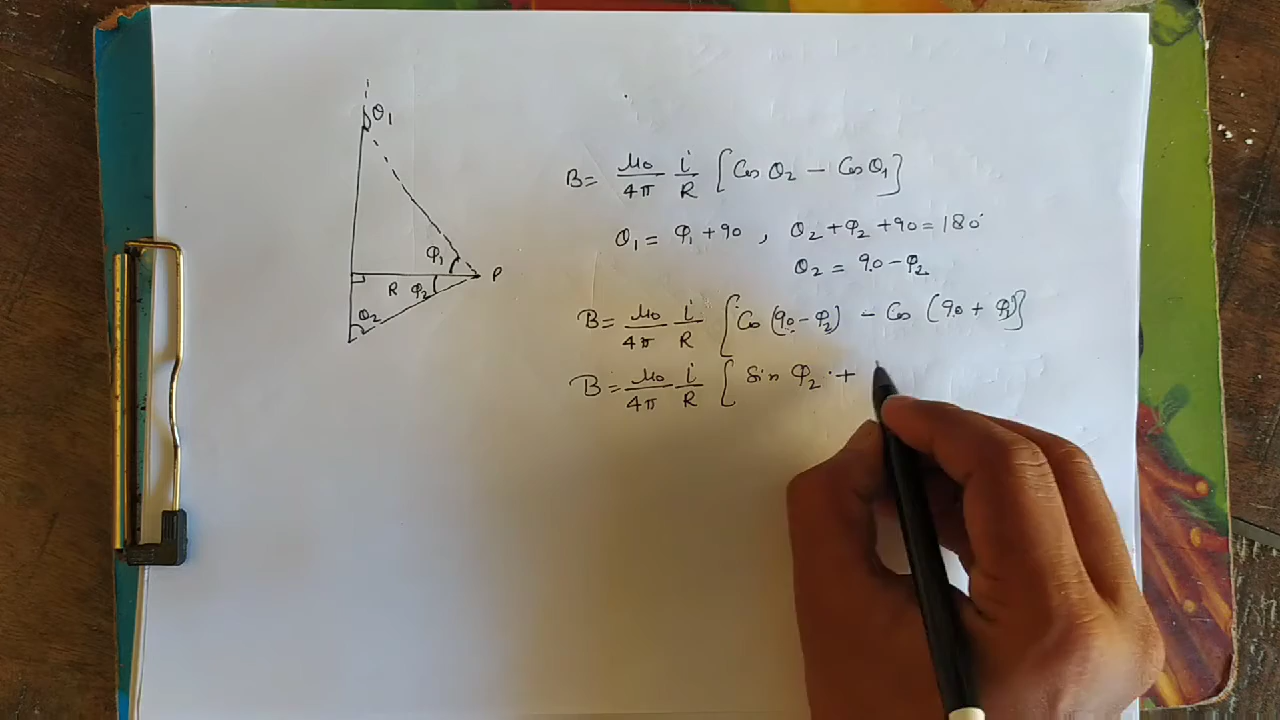 θ₁
φ₁
P
R φ₂
θ₂
B = μ₀/4π i/R [Cos θ₂ – Cos θ₁]
θ₁ = φ₁ + 90 , θ₂ + φ₂ + 90 = 180°
θ₂ = 90 – φ₂
B = μ₀/4π i/R [Cos (90 – φ₂) – Cos (90 + φ₁)]
B = μ₀/4π i/R [Sin φ₂ +